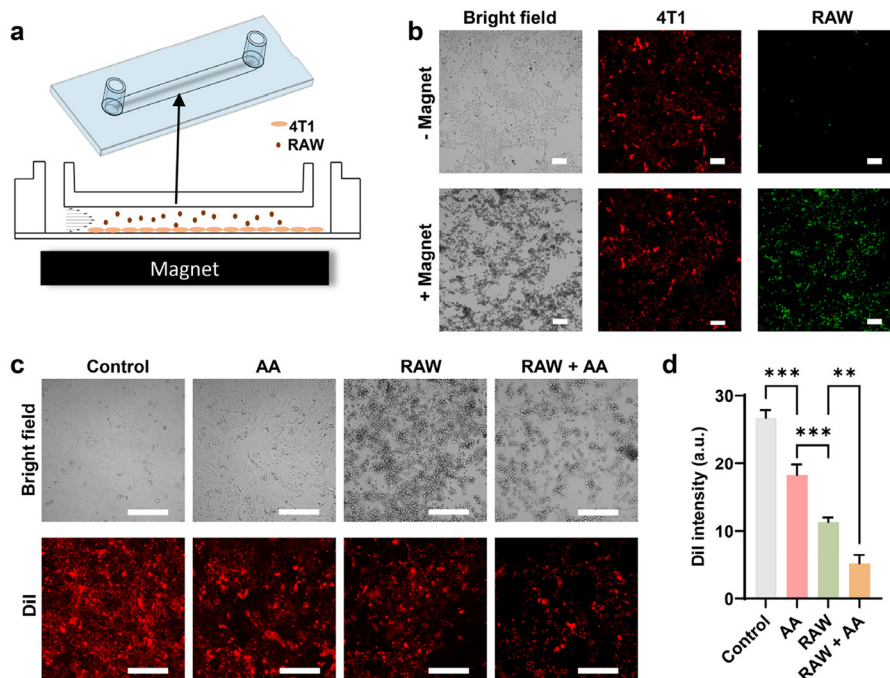 a
4T1
RAW
Magnet
b
Bright field
4T1
RAW
- Magnet
+ Magnet
c
Control
AA
RAW
RAW + AA
Bright field
DiI
d
*** **
***
30
20
10
0
DiI intensity (a.u.)
Control
AA
RAW
RAW + AA